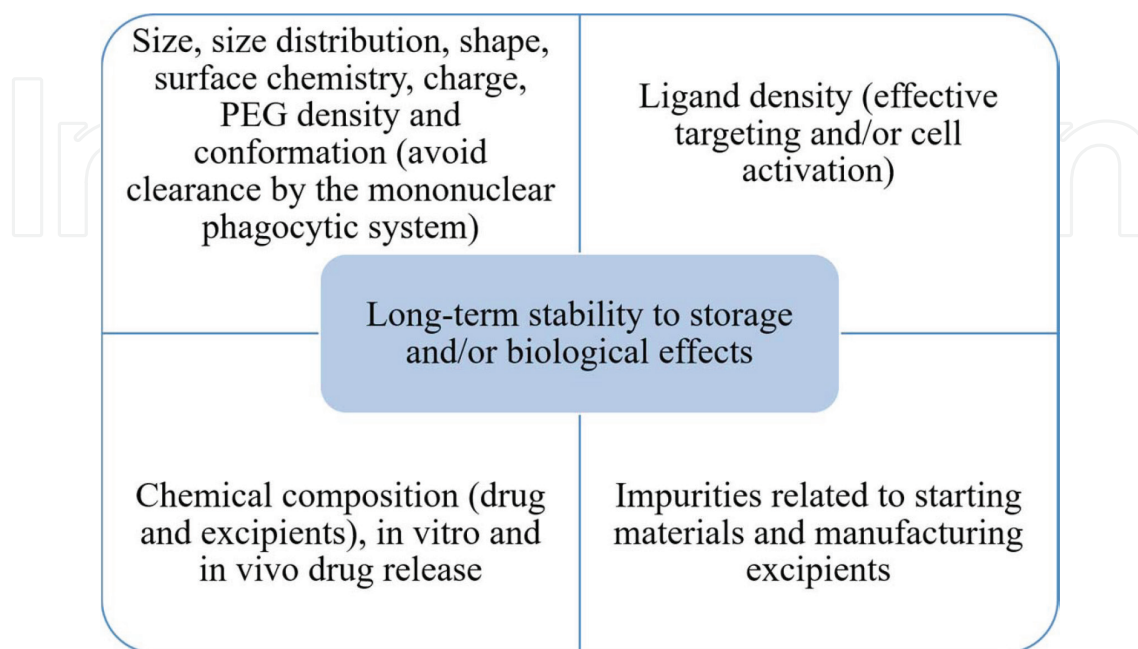 Size, size distribution, shape,
surface chemistry, charge,
PEG density and
conformation (avoid
clearance by the mononuclear
phagocytic system)
Ligand density (effective
targeting and/or cell
activation)
Long-term stability to storage
and/or biological effects
Chemical composition (drug
and excipients), in vitro and
in vivo drug release
Impurities related to starting
materials and manufacturing
excipients